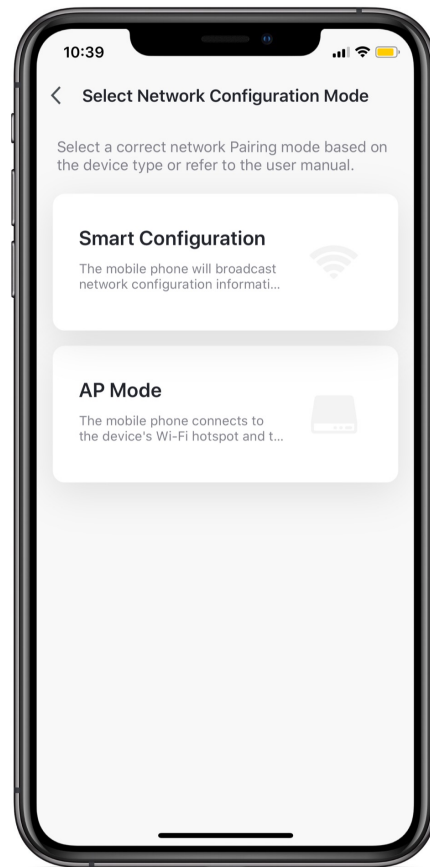 10:39
Select Network Configuration Mode
Select a correct network Pairing mode based on
the device type or refer to the user manual.
Smart Configuration
The mobile phone will broadcast
network configuration informati...
AP Mode
The mobile phone connects to
the device's Wi-Fi hotspot and t...